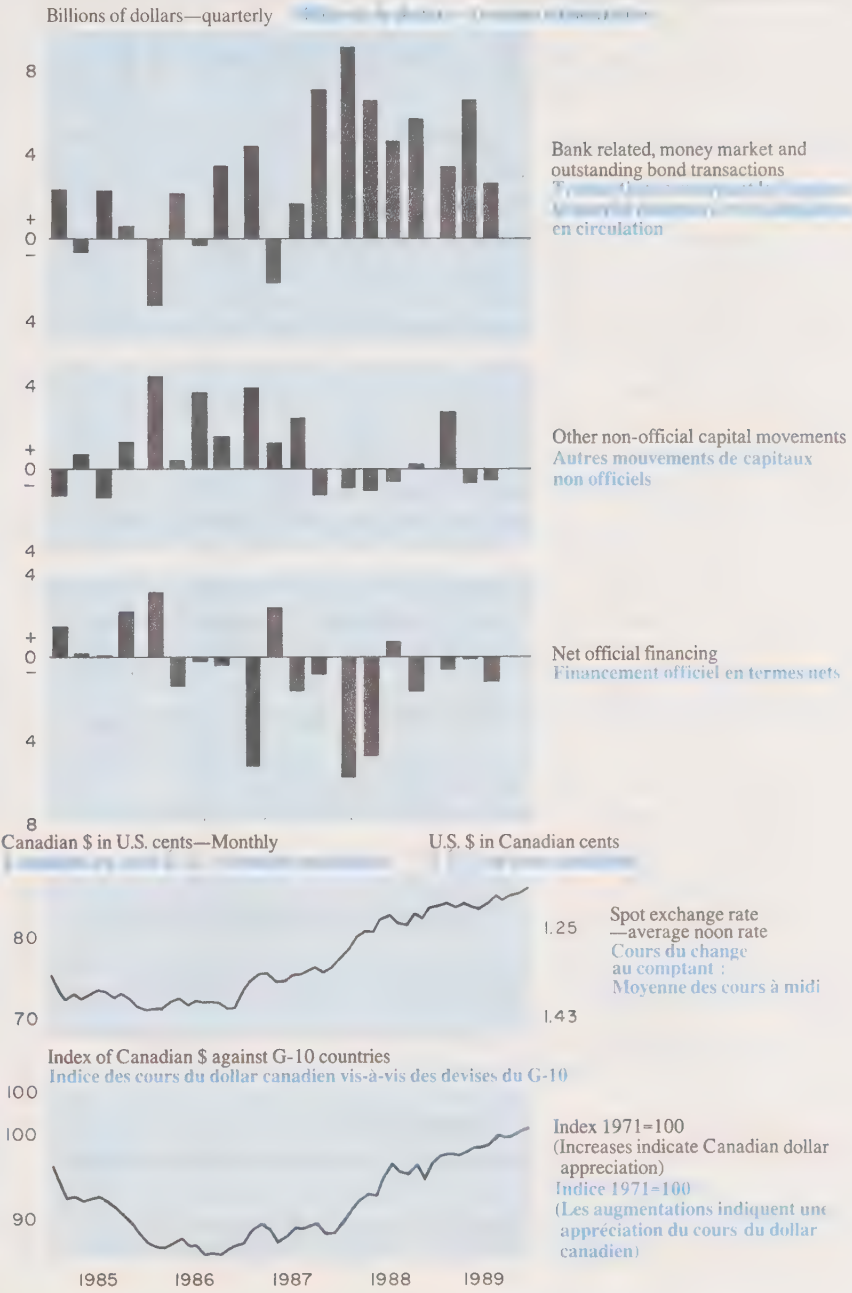 Billions of dollars—quarterly
8
4
+
0
−
4
Bank related, money market and
outstanding bond transactions
en circulation
4
+
0
−
4
Other non-official capital movements
Autres mouvements de capitaux
non officiels
4
+
0
−
4
8
Net official financing
Financement officiel en termes nets
Canadian $ in U.S. cents—Monthly
U.S. $ in Canadian cents
80
70
1.25
1.43
Spot exchange rate
—average noon rate
Cours du change
au comptant :
Moyenne des cours à midi
Index of Canadian $ against G-10 countries
Indice des cours du dollar canadien vis-à-vis des devises du G-10
100
100
90
Index 1971=100
(Increases indicate Canadian dollar
appreciation)
Indice 1971=100
(Les augmentations indiquent une
appréciation du cours du dollar
canadien)
1985 1986 1987 1988 1989